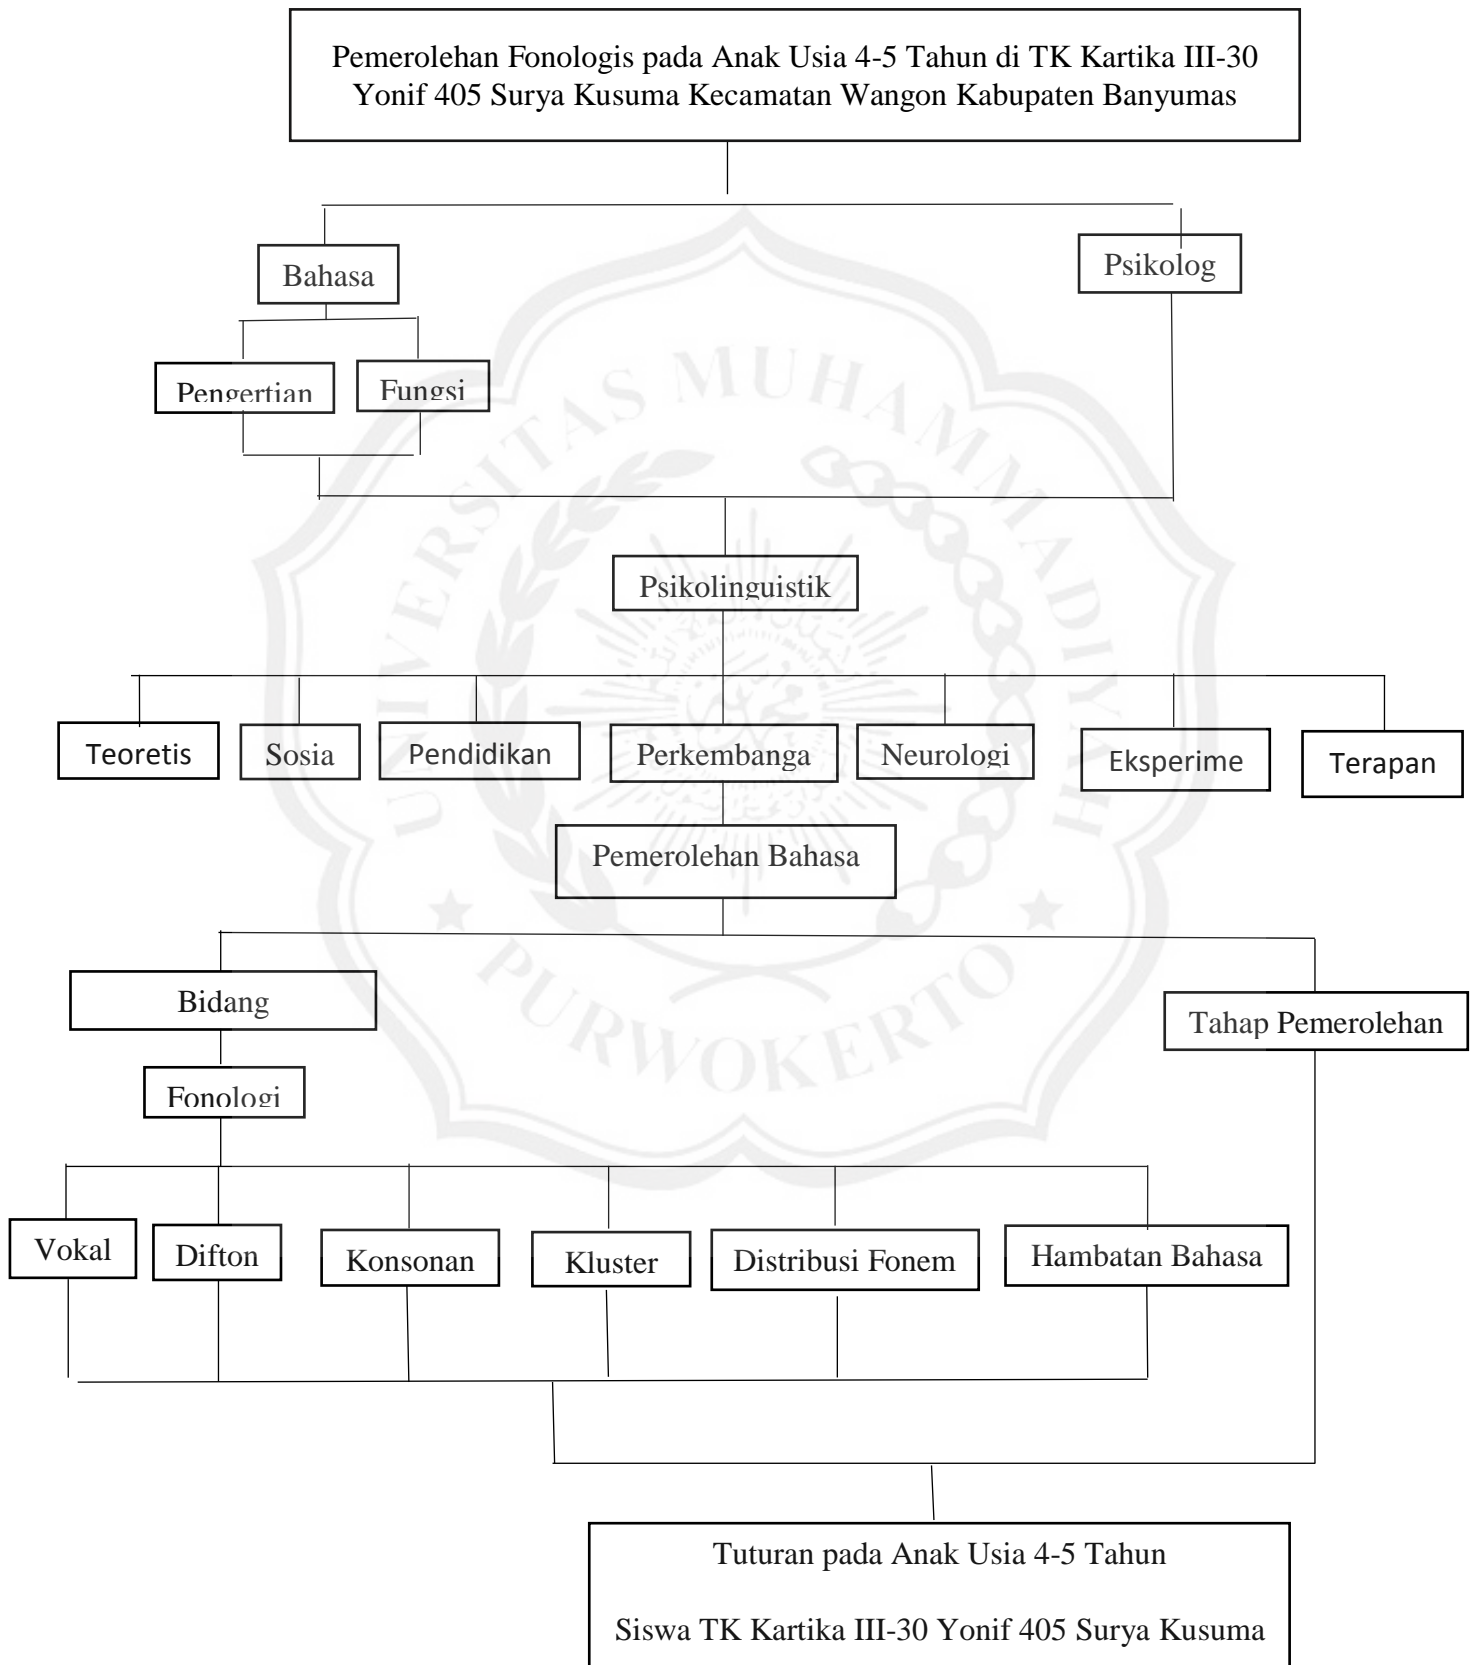 Pemerolehan Fonologis pada Anak Usia 4-5 Tahun di TK Kartika III-30
Yonif 405 Surya Kusuma Kecamatan Wangon Kabupaten Banyumas
Bahasa
Psikolog
Pengertian
Fungsi
UNIVERSITAS MUHAMMADIYAH
PURWOKERTO
Psikolinguistik
Teoretis
Sosia
Pendidikan
Perkembanga
Neurologi
Eksperime
Terapan
Pemerolehan Bahasa
Bidang
Tahap Pemerolehan
Fonologi
Vokal
Difton
Konsonan
Kluster
Distribusi Fonem
Hambatan Bahasa
Tuturan pada Anak Usia 4-5 Tahun
Siswa TK Kartika III-30 Yonif 405 Surya Kusuma